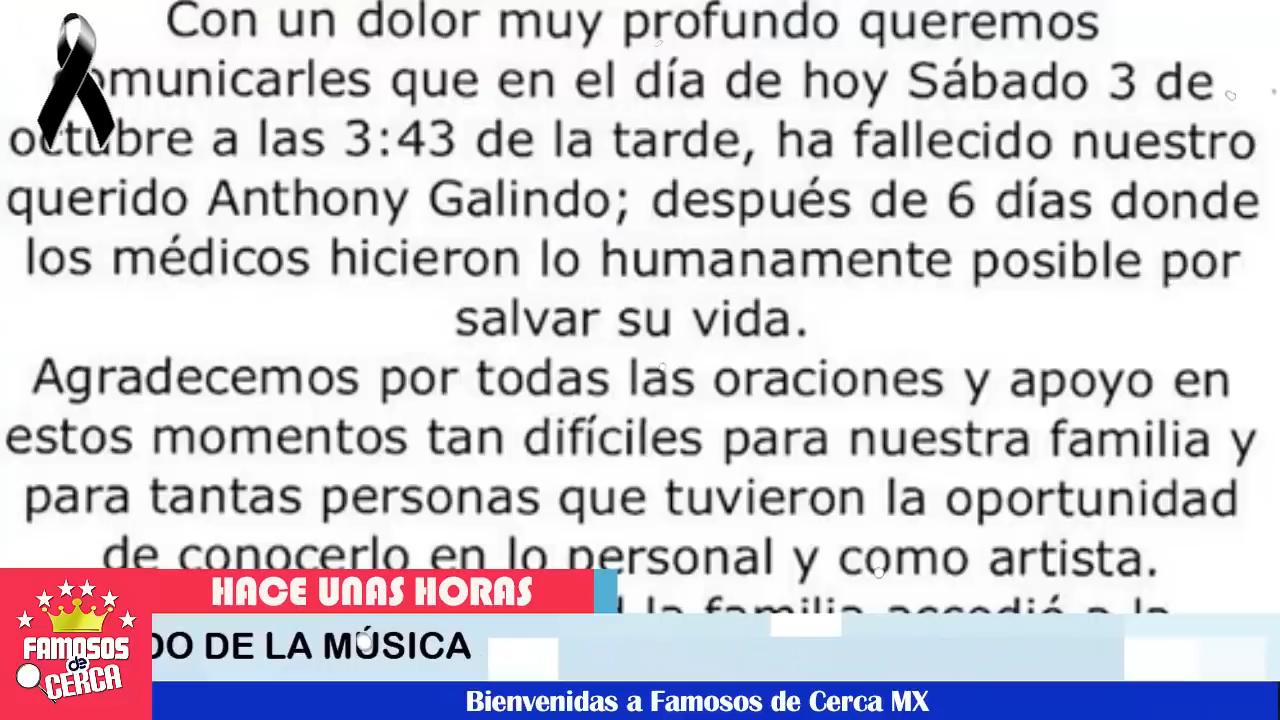 Con un dolor muy profundo queremos
comunicarles que en el día de hoy Sábado 3 de
octubre a las 3:43 de la tarde, ha fallecido nuestro
querido Anthony Galindo; después de 6 días donde
los médicos hicieron lo humanamente posible por
salvar su vida.
Agradecemos por todas las oraciones y apoyo en
estos momentos tan difíciles para nuestra familia y
para tantas personas que tuvieron la oportunidad
de conocerlo en lo personal y como artista.
la familia accedió a la
HACE UNAS HORAS
DO DE LA MÚSICA
FAMOSOS
de
CERCA
Bienvenidas a Famosos de Cerca MX